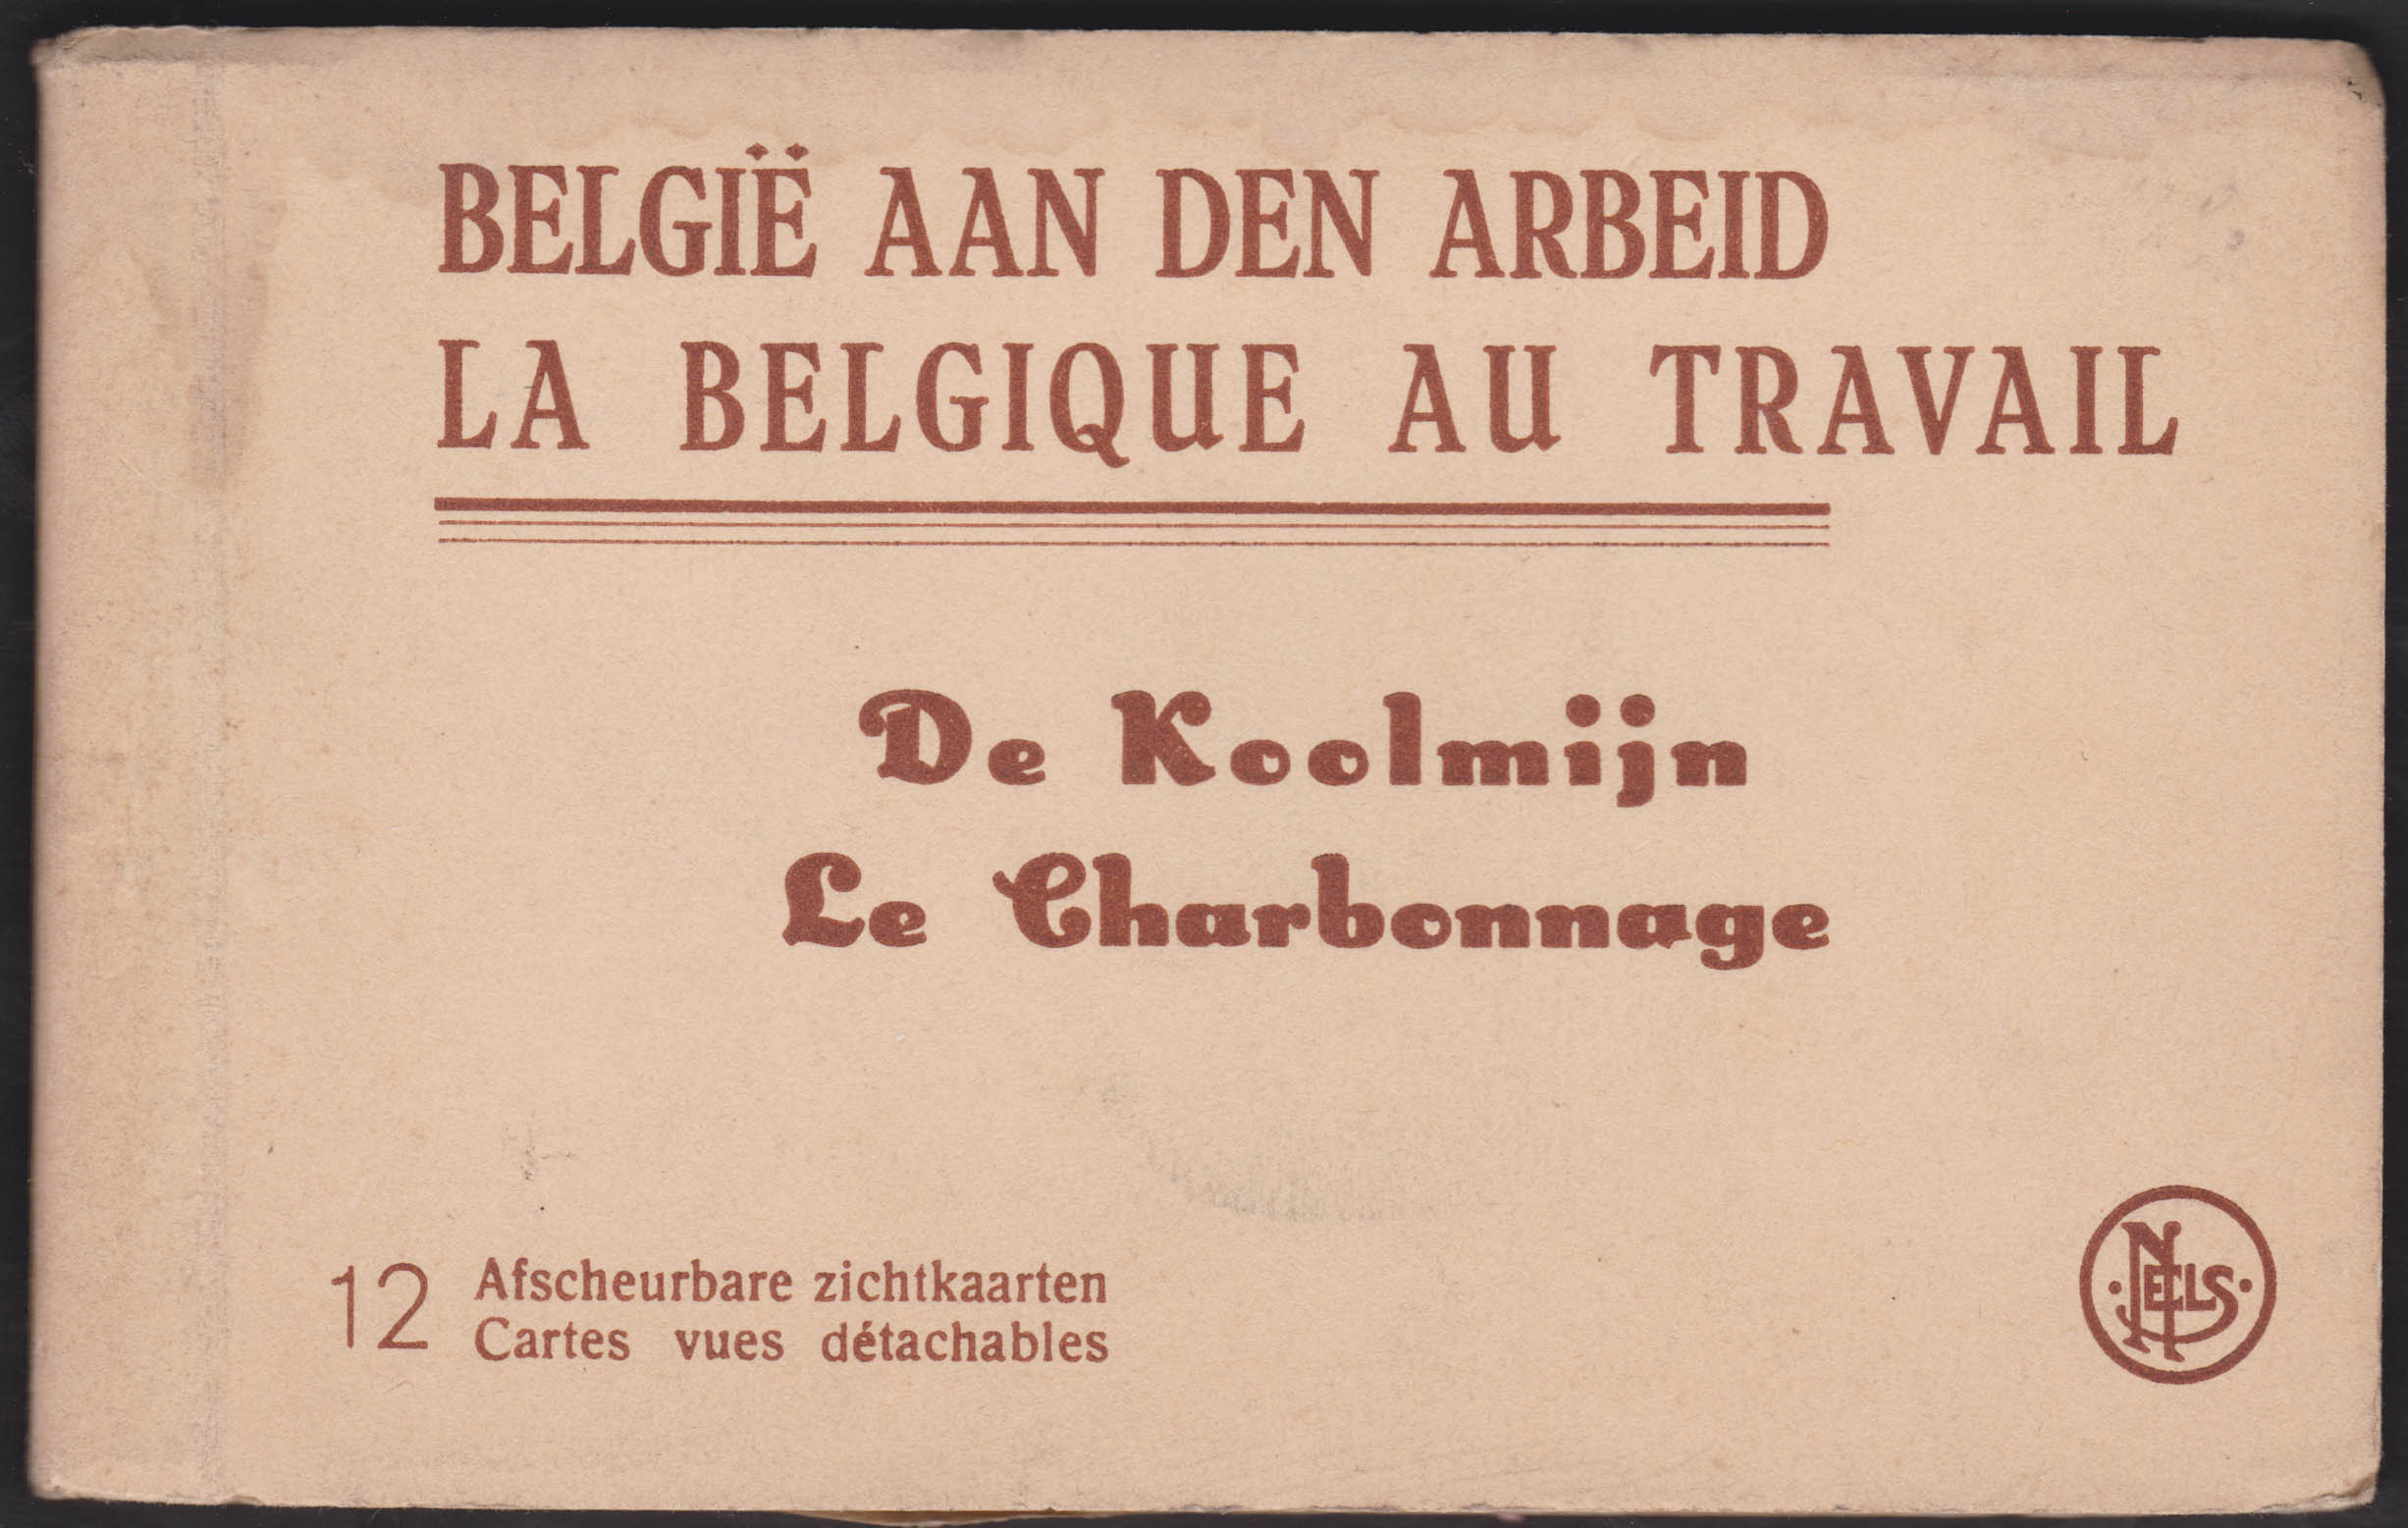 BELGIË AAN DEN ARBEID
LA BELGIQUE AU TRAVAIL
De Koolmijn
Le Charbonnage
12 Afscheurbare zichtkaarten
Cartes vues détachables
NELS